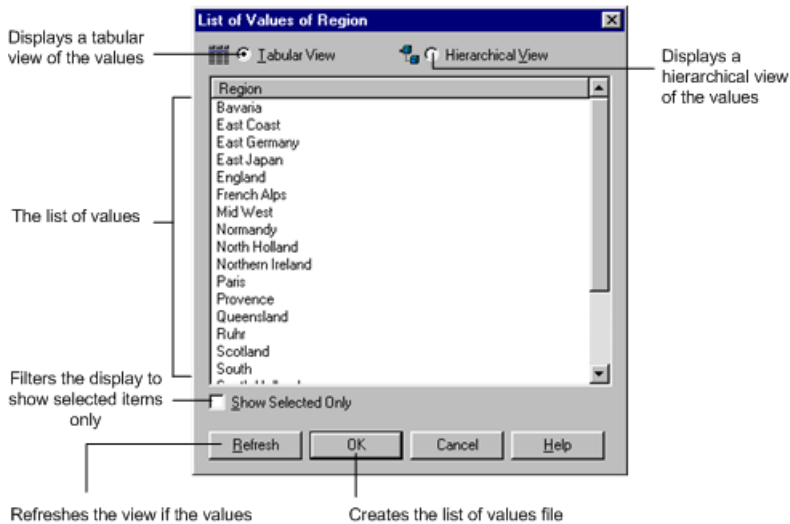 List of Values of Region
Displays a tabular
view of the values
Tabular View
Hierarchical View
Displays a
hierarchical view
of the values
Region
Bavaria
East Coast
East Germany
East Japan
England
French Alps
Mid West
Normandy
North Holland
Northern Ireland
Paris
Provence
Queensland
Ruhr
Scotland
South
The list of values
Filters the display to
show selected items
only
Show Selected Only
Refresh
OK
Cancel
Help
Refreshes the view if the values
Creates the list of values file